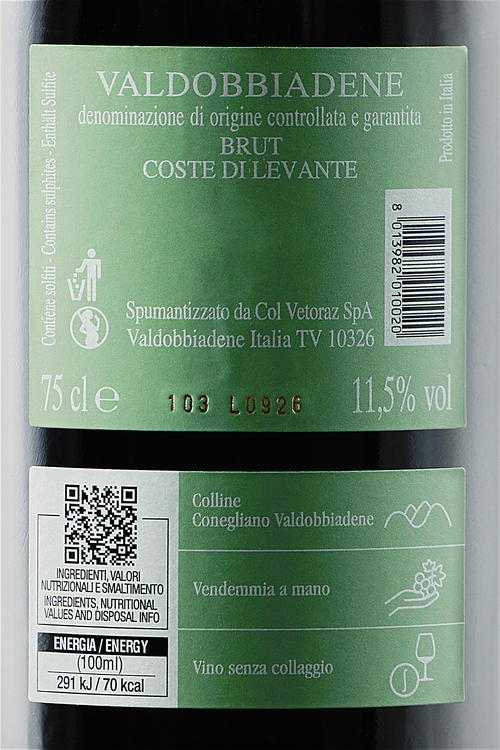 VALDOBBIADENE
denominazione di origine controllata e garantita
BRUT
COSTE DI LEVANTE
Contiene solfiti - Contains sulphites - Enthält Sulfite
Prodotto in Italia
8 013982 010020
Spumantizzato da Col Vetoraz SpA
Valdobbiadene Italia TV 10326
75 cl e
103 L0926
11,5% vol
INGREDIENTI, VALORI
NUTRIZIONALI E SMALTIMENTO
INGREDIENTS, NUTRITIONAL
VALUES AND DISPOSAL INFO
ENERGIA / ENERGY
(100ml)
291 kJ / 70 kcal
Colline
Conegliano Valdobbiadene
Vendemmia a mano
Vino senza collaggio